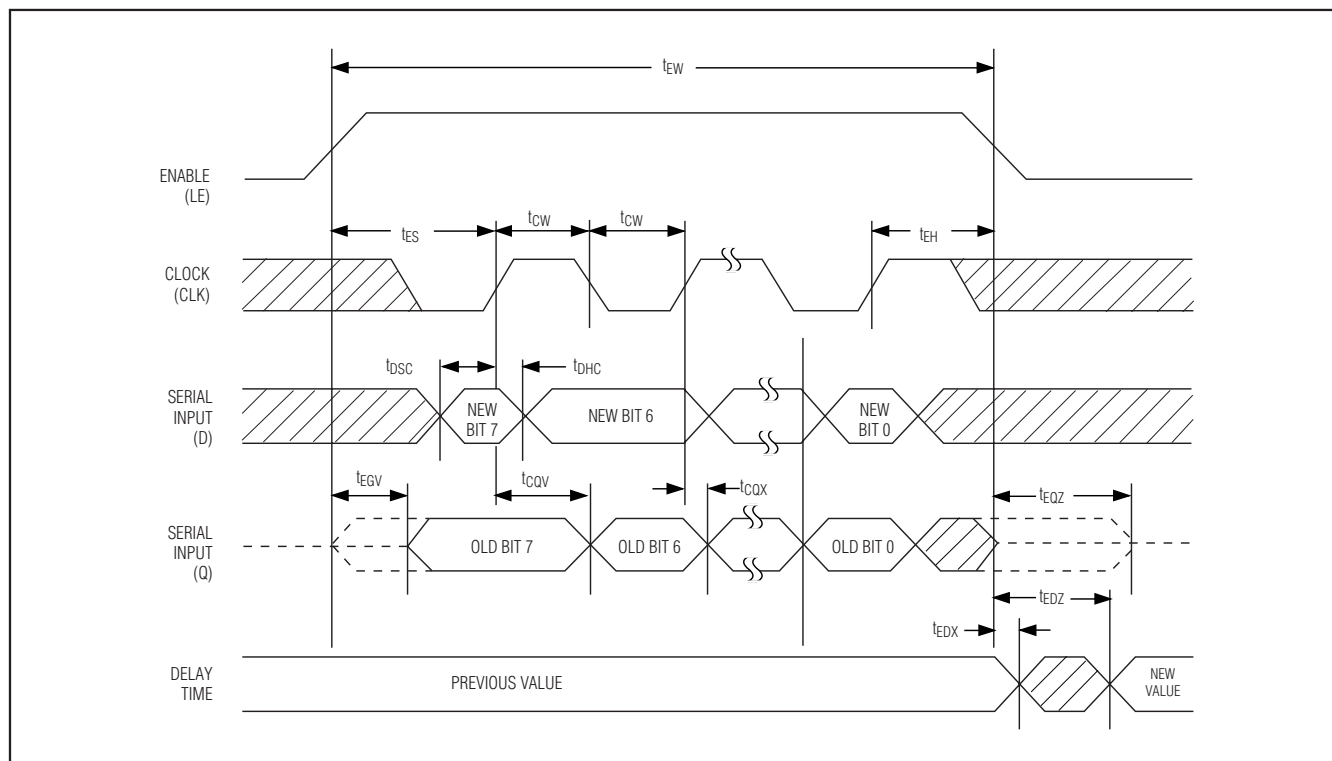 tEW
ENABLE
(LE)
tES
tCW
tCW
tEH
CLOCK
(CLK)
tDSC
tDHC
SERIAL
INPUT
(D)
NEW
BIT 7
NEW BIT 6
NEW
BIT 0
tEGV
tCQV
tCQX
tEQZ
SERIAL
INPUT
(Q)
OLD BIT 7
OLD BIT 6
OLD BIT 0
tEDZ
tEDX
DELAY
TIME
PREVIOUS VALUE
NEW
VALUE